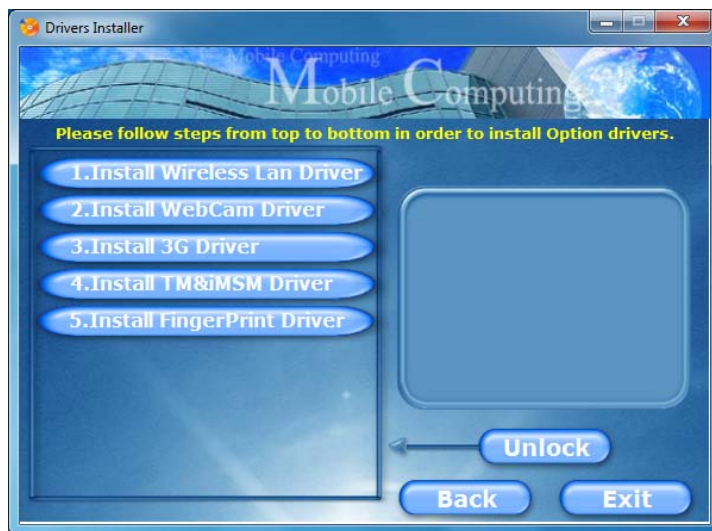 Drivers Installer
Mobile Computing
Mobile Computing
Please follow steps from top to bottom in order to install Option drivers.
1.Install Wireless Lan Driver
2.Install WebCam Driver
3.Install 3G Driver
4.Install TM&iMSM Driver
5.Install FingerPrint Driver
Unlock
Back
Exit